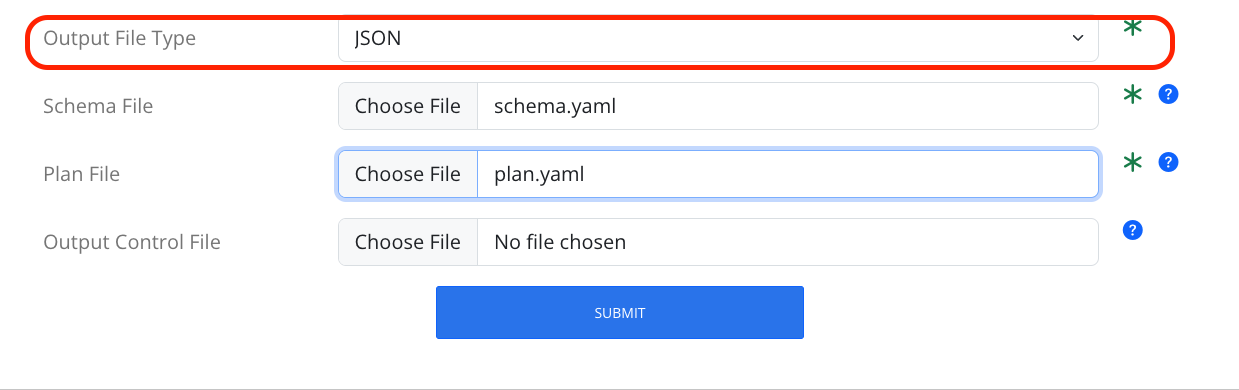 Output File Type JSON *
Schema File Choose File schema.yaml * ?
Plan File Choose File plan.yaml * ?
Output Control File Choose File No file chosen ?
SUBMIT